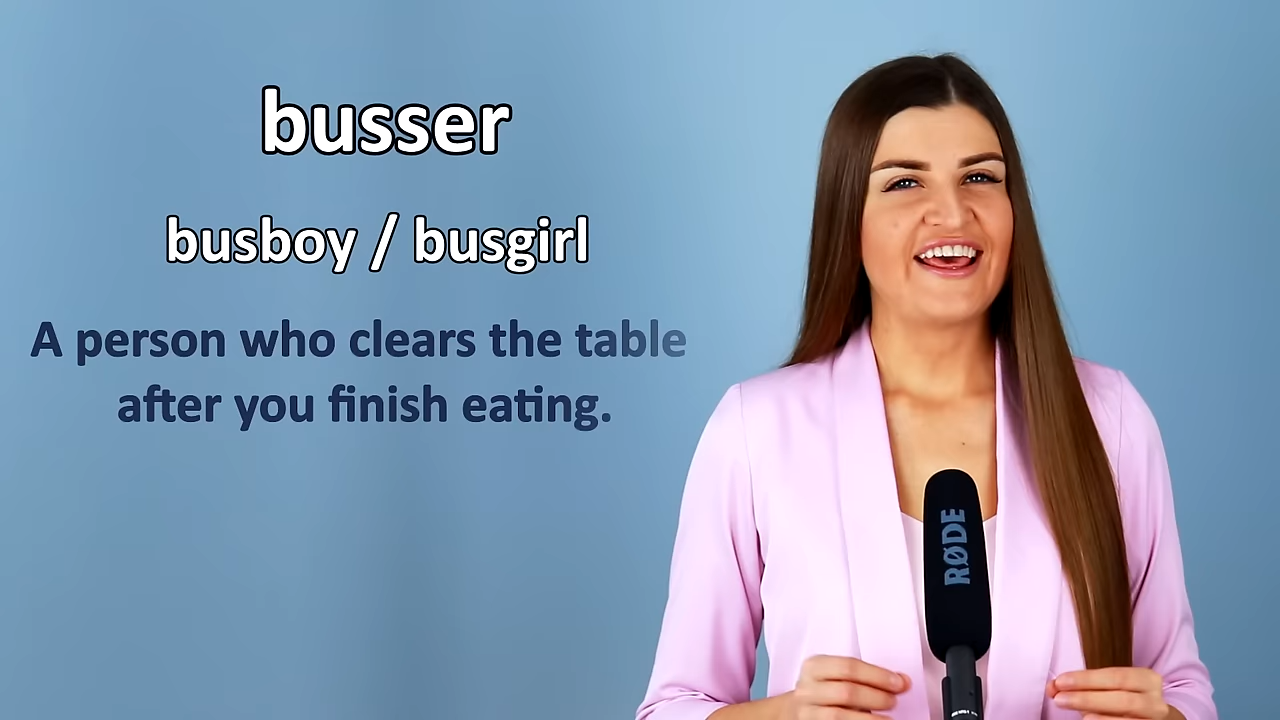 busser
busboy / busgirl
A person who clears the table
after you finish eating.
RØDE